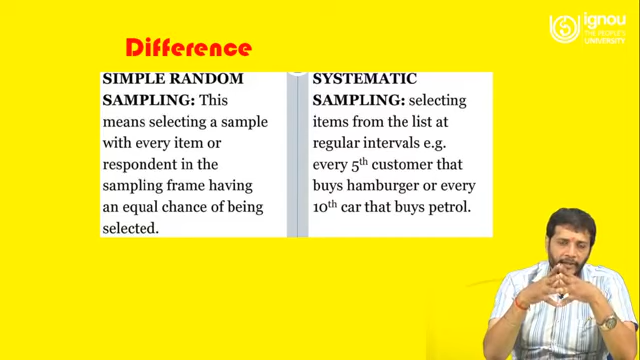 ignou
THE PEOPLE'S
UNIVERSITY
Difference
SIMPLE RANDOM
SAMPLING: This
means selecting a sample
with every item or
respondent in the
sampling frame having
an equal chance of being
selected.
SYSTEMATIC
SAMPLING: selecting
items from the list at
regular intervals e.g.
every 5th customer that
buys hamburger or every
10th car that buys petrol.